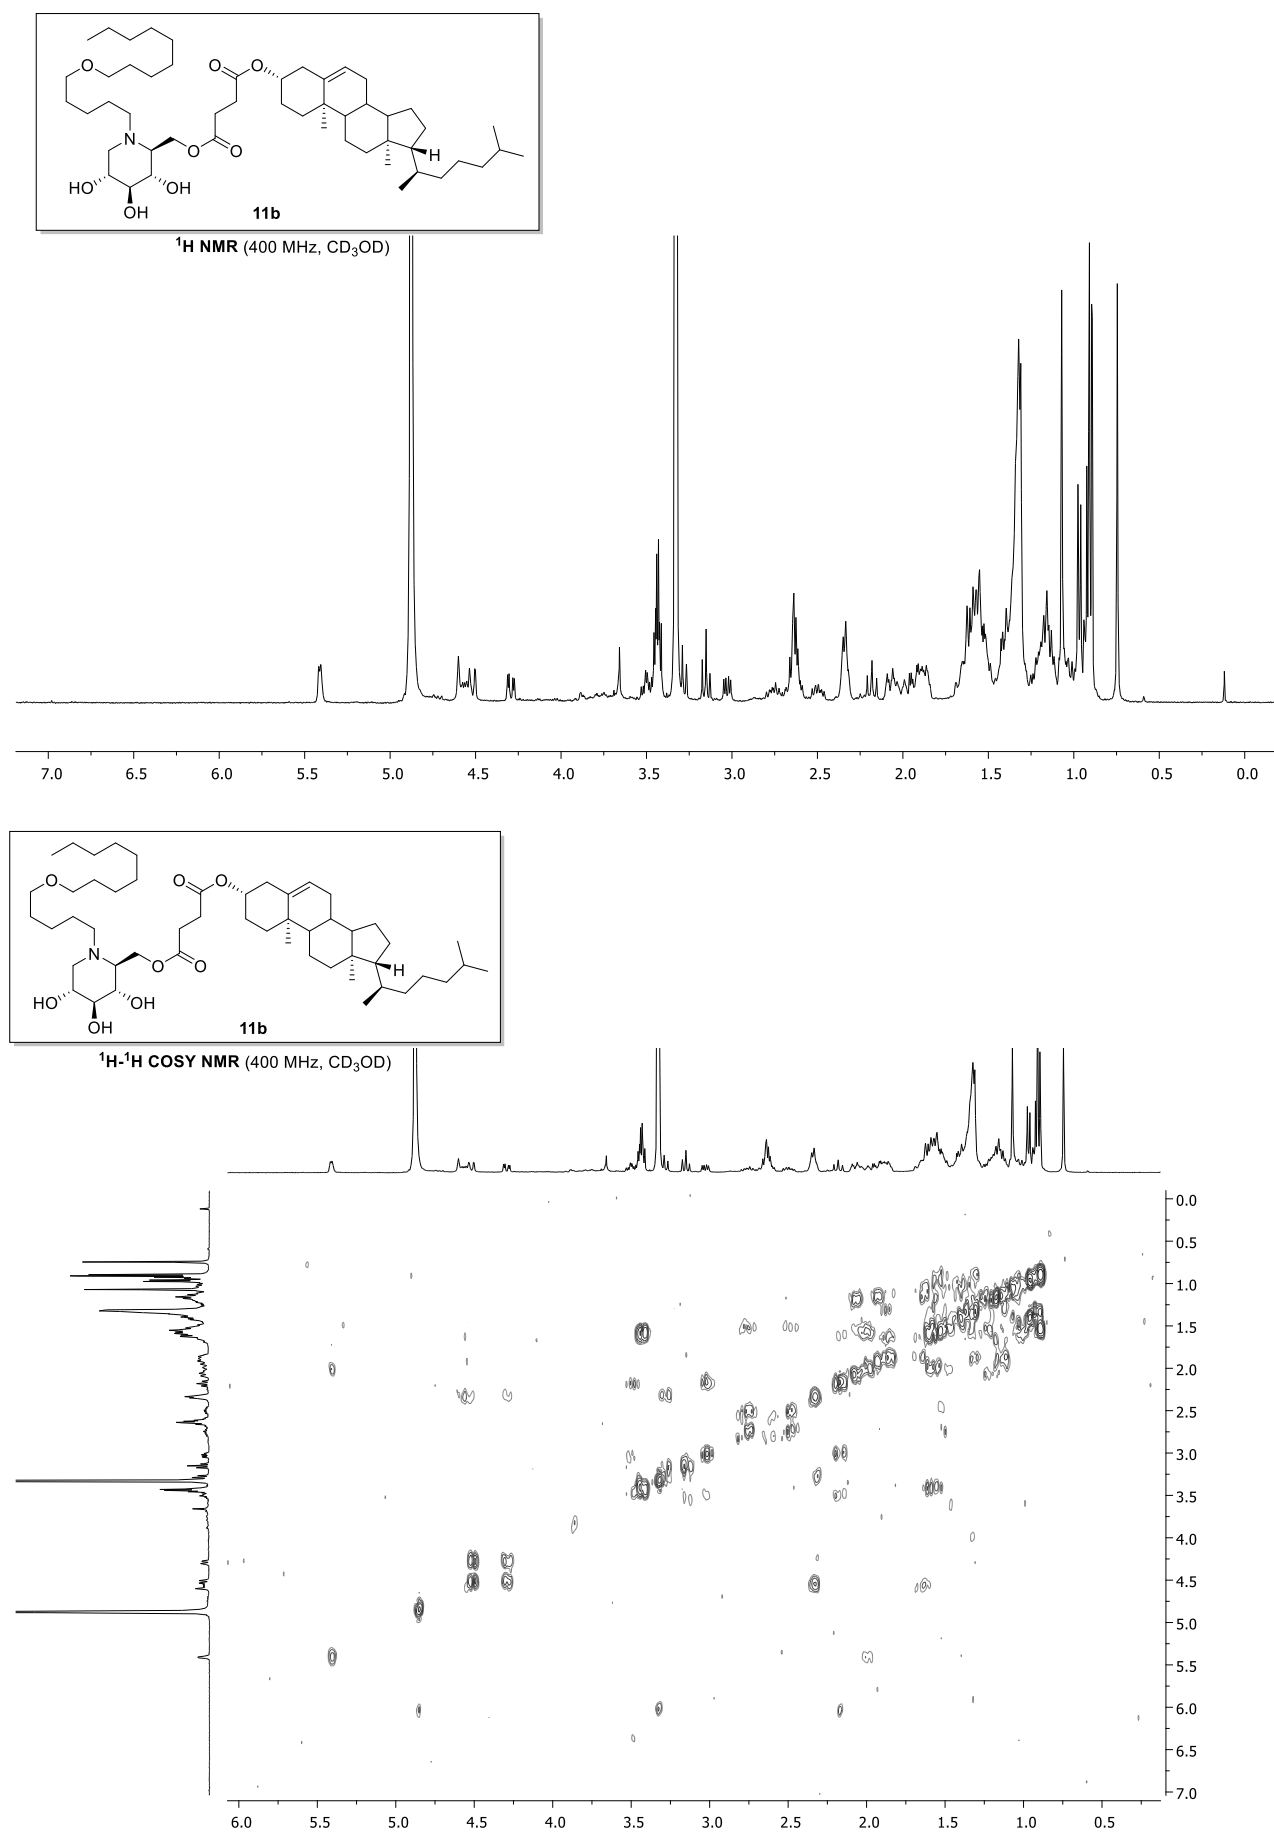 O
O
O
N
O
O
H
HO
OH
OH
11b
¹H NMR (400 MHz, CD₃OD)
7.0 6.5 6.0 5.5 5.0 4.5 4.0 3.5 3.0 2.5 2.0 1.5 1.0 0.5 0.0
O
O
O
N
O
O
H
HO
OH
OH
11b
¹H-¹H COSY NMR (400 MHz, CD₃OD)
0.0
0.5
1.0
1.5
2.0
2.5
3.0
3.5
4.0
4.5
5.0
5.5
6.0
6.5
7.0
6.0 5.5 5.0 4.5 4.0 3.5 3.0 2.5 2.0 1.5 1.0 0.5